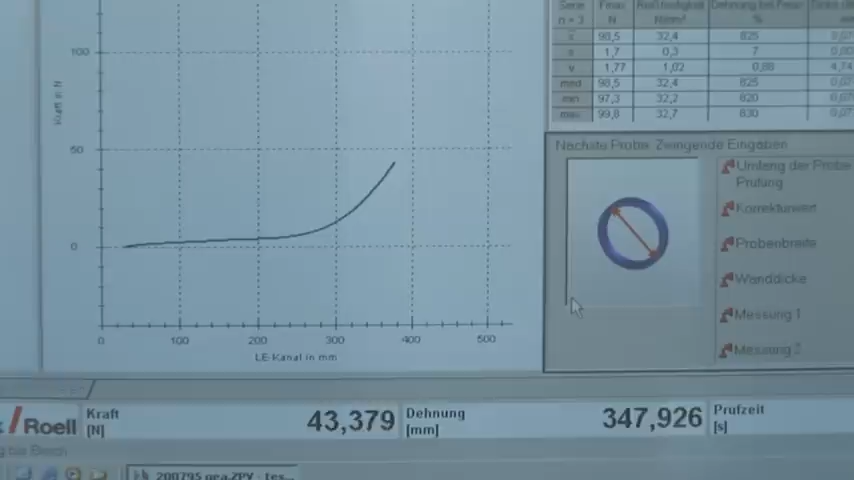 Serie
n = 3
Fmax
N
Reißfestigkeit
N/mm²
Dehnung bei Fmax
%
x 98,5 32,4 825
s 1,7 0,3 7
ν 1,77 1,02 0,88 4,74
med 98,5 32,4 825
min 97,3 32,2 820
max 99,8 32,7 830
Nächste Probe: Zwingende Eingaben
Umfang der Probe
Prüfung
Korrekturwert
Probenbreite
Wanddicke
Messung 1
Messung 2
Kraft in N
100
50
0
0 100 200 300 400 500
LE-Kanal in mm
Roell
Kraft
[N]
43,379
Dehnung
[mm]
347,926
Prüfzeit
[s]